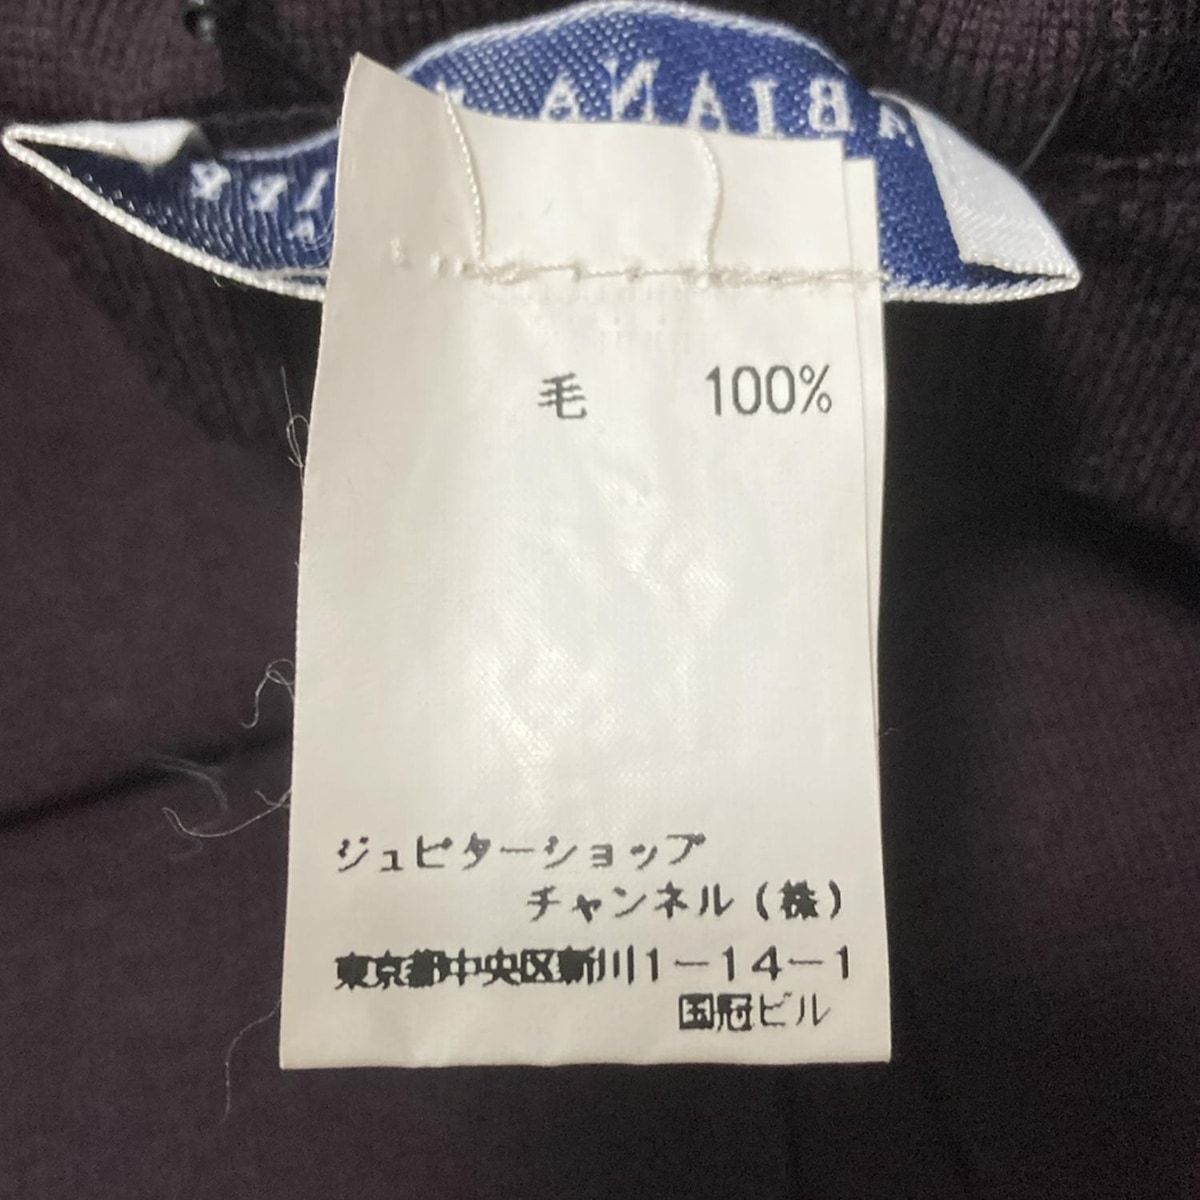 毛 100%
ジュピターショップ
チャンネル(株)
東京都中央区新川1-14-1
国冠ビル